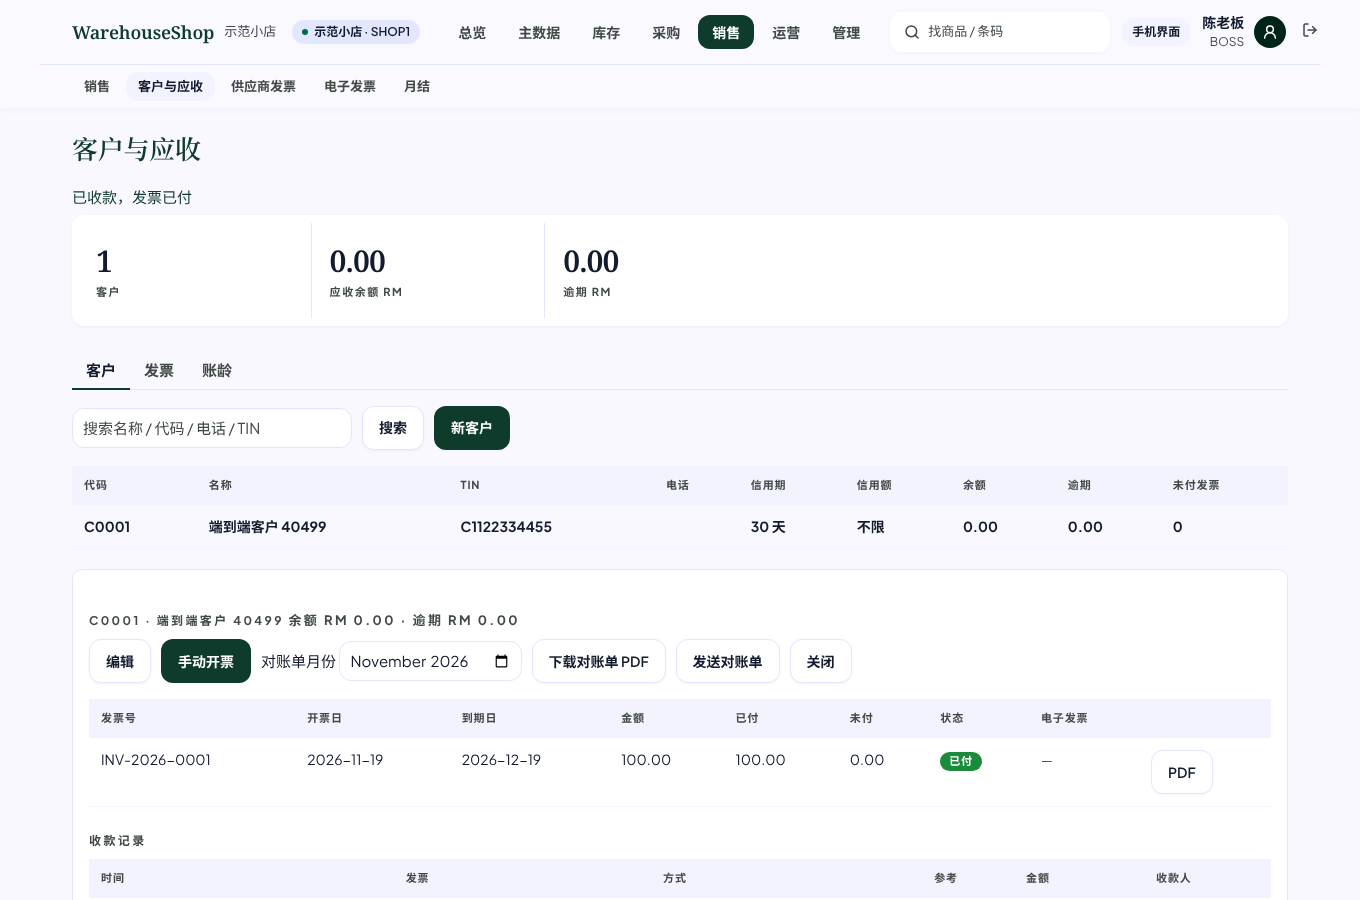 WarehouseShop 示范小店 示范小店 · SHOP1 总览 主数据 库存 采购 销售 运营 管理 找商品 / 条码 手机界面 陈老板
BOSS
销售 客户与应收 供应商发票 电子发票 月结
客户与应收
已收款，发票已付
1 0.00 0.00
客户 应收余额 RM 逾期 RM
客户 发票 账龄
搜索名称 / 代码 / 电话 / TIN 搜索 新客户
代码 名称 TIN 电话 信用期 信用额 余额 逾期 未付发票
C0001 端到端客户 40499 C1122334455 30 天 不限 0.00 0.00 0
C0001 · 端到端客户 40499 余额 RM 0.00 · 逾期 RM 0.00
编辑 手动开票 对账单月份 November 2026 下载对账单 PDF 发送对账单 关闭
发票号 开票日 到期日 金额 已付 未付 状态 电子发票
INV-2026-0001 2026-11-19 2026-12-19 100.00 100.00 0.00 已付 — PDF
收款记录
时间 发票 方式 参考 金额 收款人